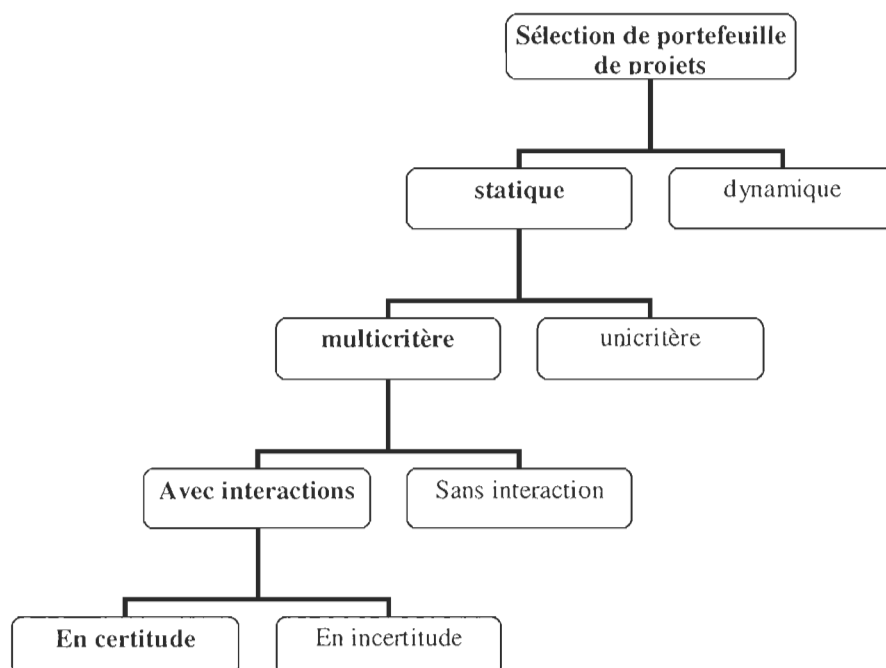 Sélection de portefeuille
de projets
statique
dynamique
multicritère
unicritère
Avec interactions
Sans interaction
En certitude
En incertitude